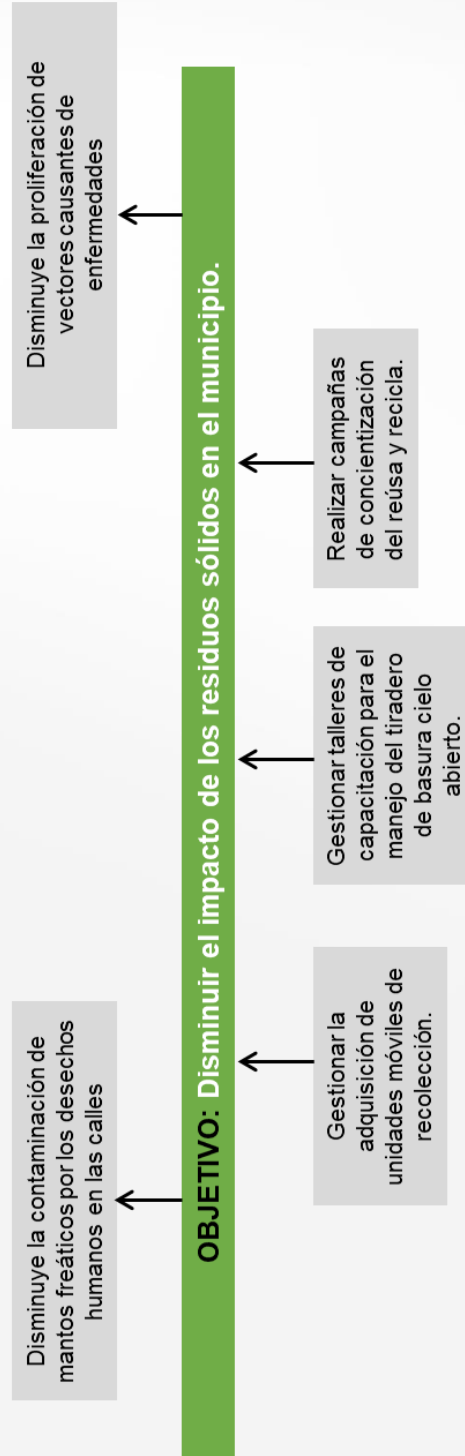 Disminuye la contaminación de
mantos freáticos por los desechos
humanos en las calles
Disminuye la proliferación de
vectores causantes de
enfermedades
OBJETIVO: Disminuir el impacto de los residuos sólidos en el municipio.
Gestionar la
adquisición de
unidades móviles de
recolección.
Gestionar talleres de
capacitación para el
manejo del tiradero
de basura cielo
abierto.
Realizar campañas
de concientización
del reúsa y recicla.